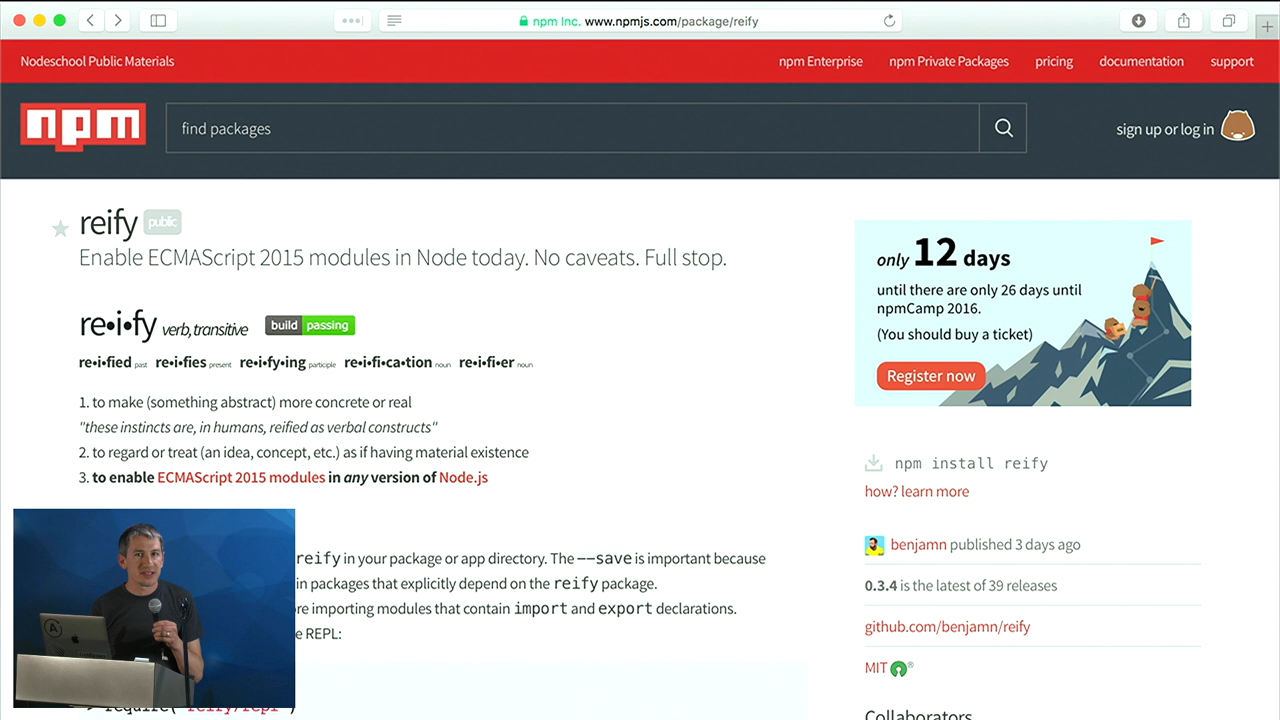 npm Inc. www.npmjs.com/package/reify
Nodeschool Public Materials
npm Enterprise npm Private Packages pricing documentation support
npm
find packages
sign up or log in
reify public
Enable ECMAScript 2015 modules in Node today. No caveats. Full stop.
re•i•fy verb, transitive build passing
re•i•fied past re•i•fies present re•i•fy•ing participle re•i•fi•ca•tion noun re•i•fi•er noun
1. to make (something abstract) more concrete or real
"these instincts are, in humans, reified as verbal constructs"
2. to regard or treat (an idea, concept, etc.) as if having material existence
3. to enable ECMAScript 2015 modules in any version of Node.js
reify in your package or app directory. The --save is important because
in packages that explicitly depend on the reify package.
re importing modules that contain import and export declarations.
e REPL:
only 12 days
until there are only 26 days until
npmCamp 2016.
(You should buy a ticket)
Register now
npm install reify
how? learn more
benjamn published 3 days ago
0.3.4 is the latest of 39 releases
github.com/benjamn/reify
MIT
Collaborators